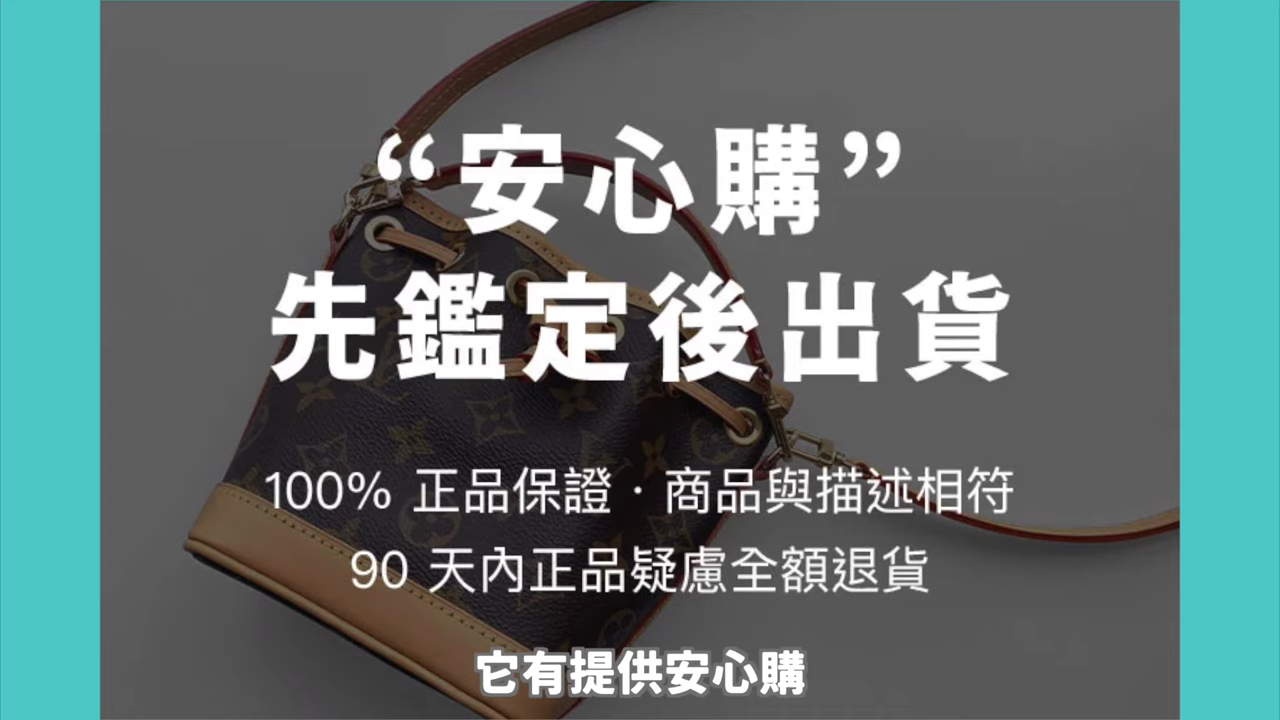 “安心購”
先鑑定後出貨
100% 正品保證 · 商品與描述相符
90 天內正品疑慮全額退貨
它有提供安心購